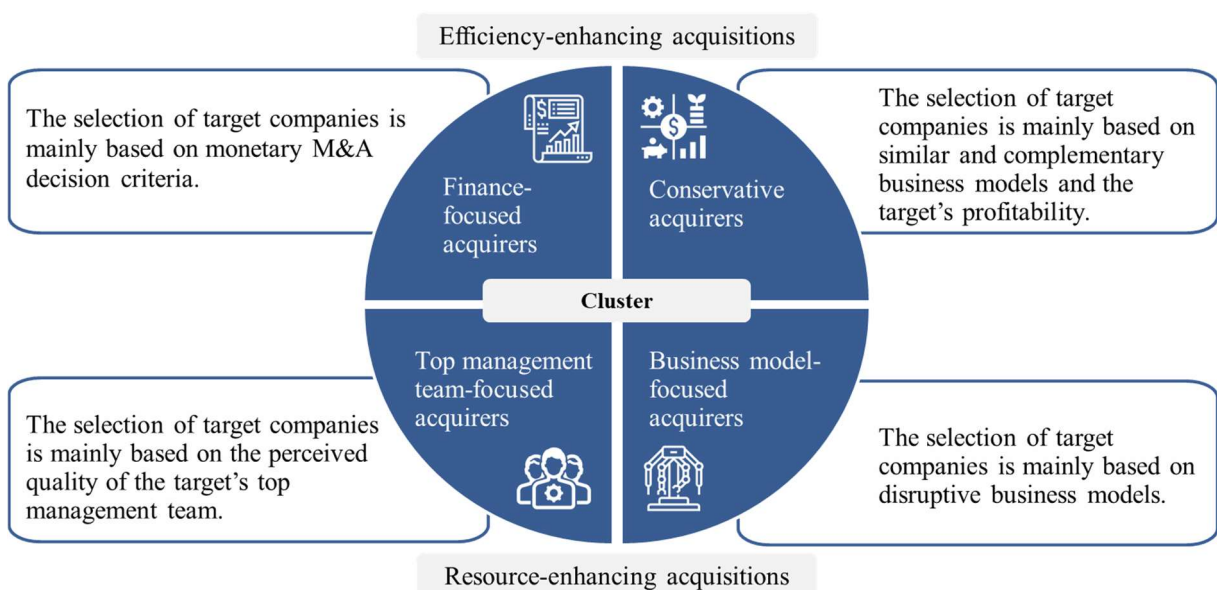 Efficiency-enhancing acquisitions
The selection of target companies is
mainly based on monetary M&A
decision criteria.
Finance-
focused
acquirers
Conservative
acquirers
The selection of target
companies is mainly based on
similar and complementary
business models and the
target’s profitability.
Cluster
The selection of target companies
is mainly based on the perceived
quality of the target’s top
management team.
Top management
team-focused
acquirers
Business model-
focused
acquirers
The selection of target
companies is mainly based on
disruptive business models.
Resource-enhancing acquisitions